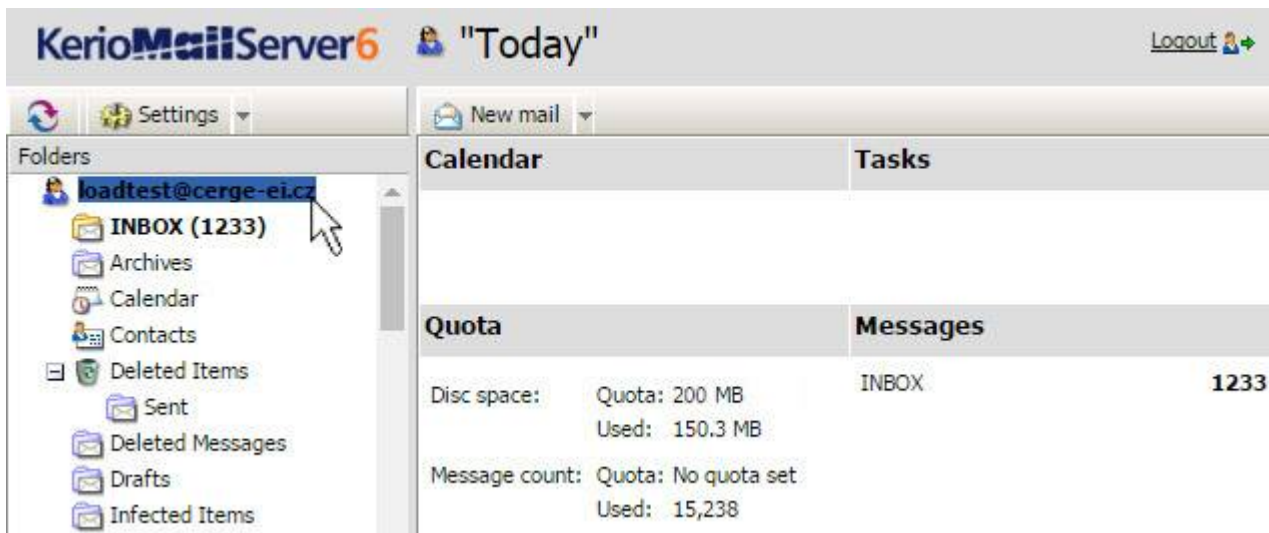 KerioMailServer6 "Today" Logout
Settings New mail
Folders
loadtest@cerge-ei.cz
INBOX (1233)
Archives
Calendar
Contacts
Deleted Items
Sent
Deleted Messages
Drafts
Infected Items
Calendar Tasks
Quota Messages
Disc space: Quota: 200 MB
Used: 150.3 MB
Message count: Quota: No quota set
Used: 15,238
INBOX 1233